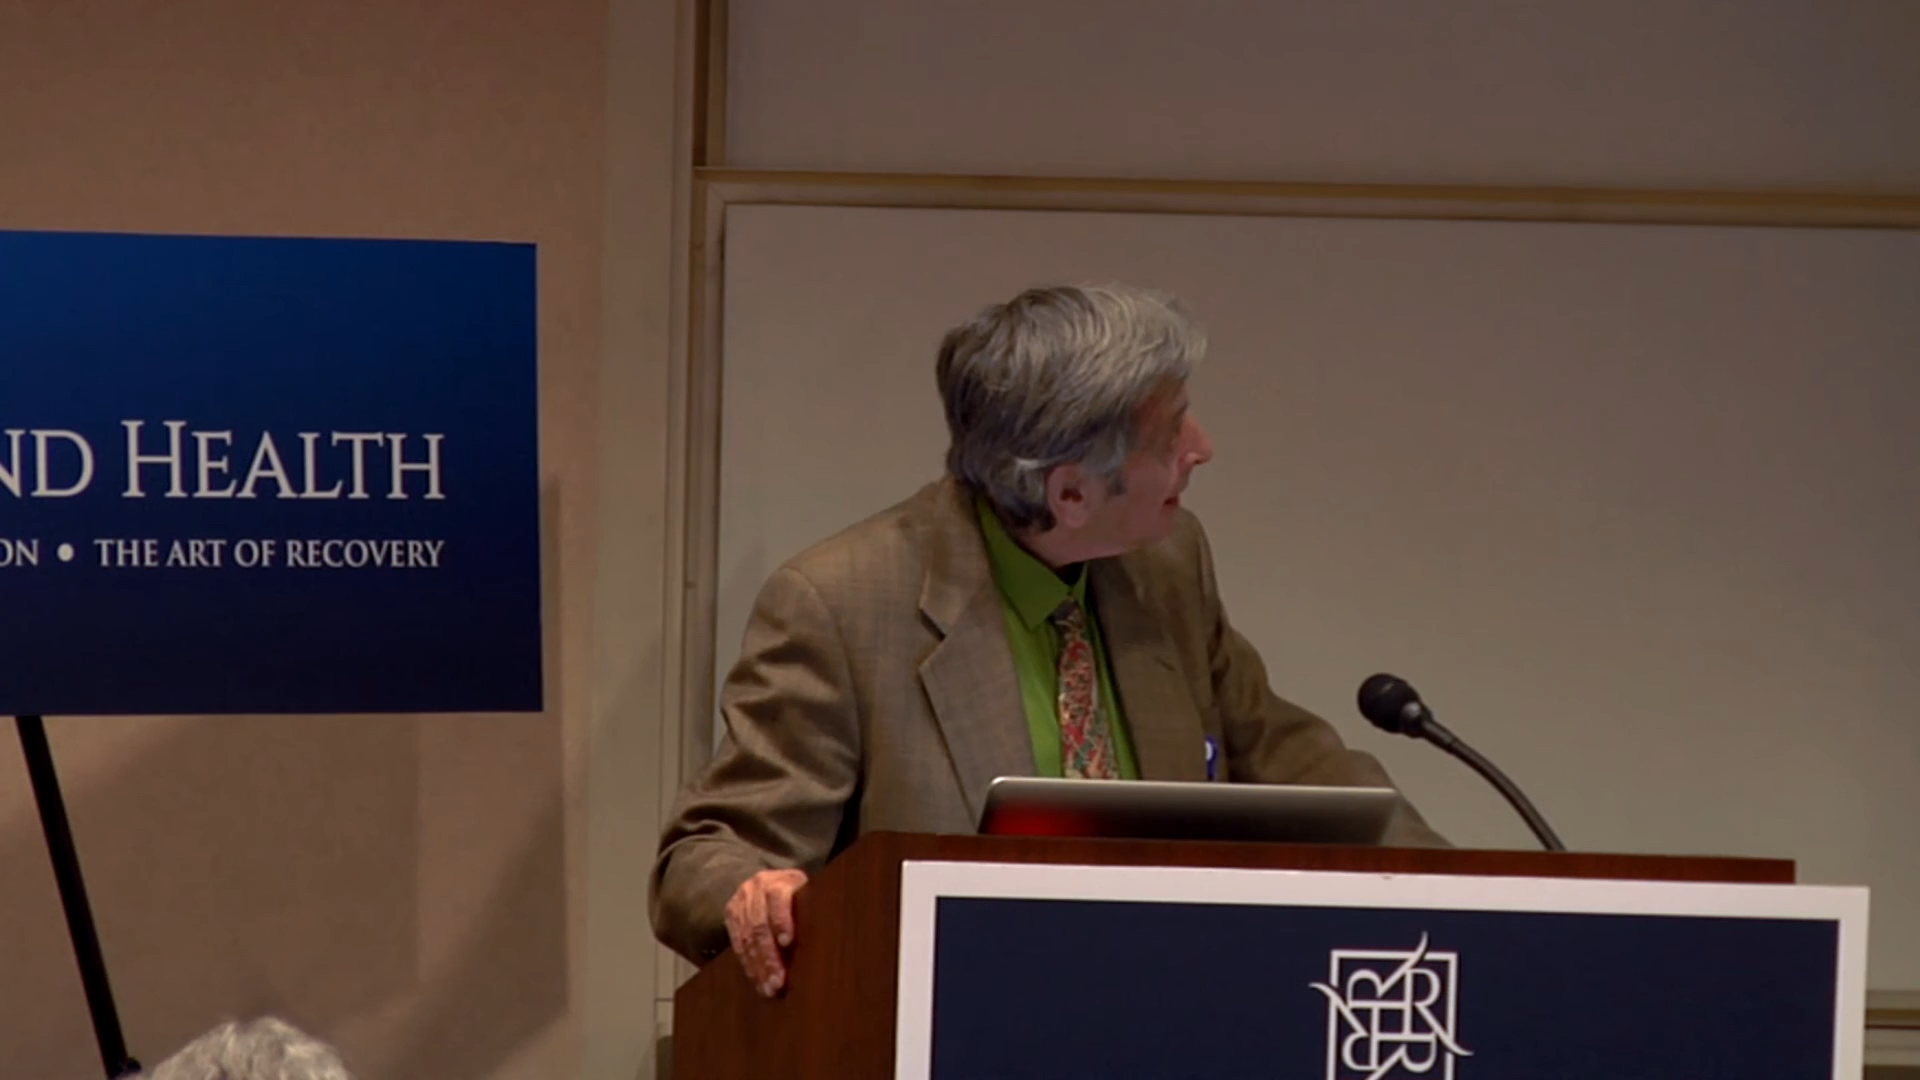 ND HEALTH
ON • THE ART OF RECOVERY